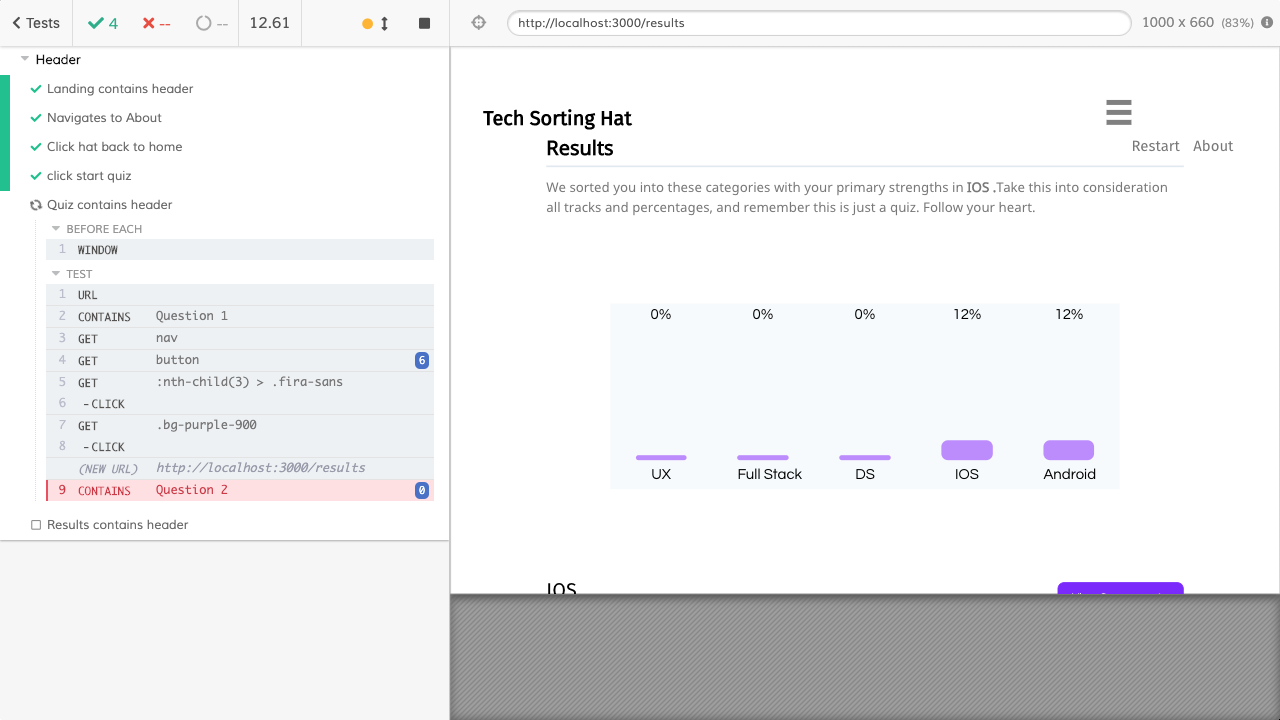 Tests 4 -- -- 12.61
http://localhost:3000/results 1000 x 660 (83%)
Header
Landing contains header
Navigates to About
Click hat back to home
click start quiz
Quiz contains header
BEFORE EACH
1 WINDOW
TEST
1 URL
2 CONTAINS Question 1
3 GET nav
4 GET button 6
5 GET :nth-child(3) > .fira-sans
6 -CLICK
7 GET .bg-purple-900
8 -CLICK
(NEW URL) http://localhost:3000/results
9 CONTAINS Question 2 0
Results contains header
Tech Sorting Hat
Restart About
Results
We sorted you into these categories with your primary strengths in IOS .Take this into consideration
all tracks and percentages, and remember this is just a quiz. Follow your heart.
0% 0% 0% 12% 12%
UX Full Stack DS IOS Android
IOS